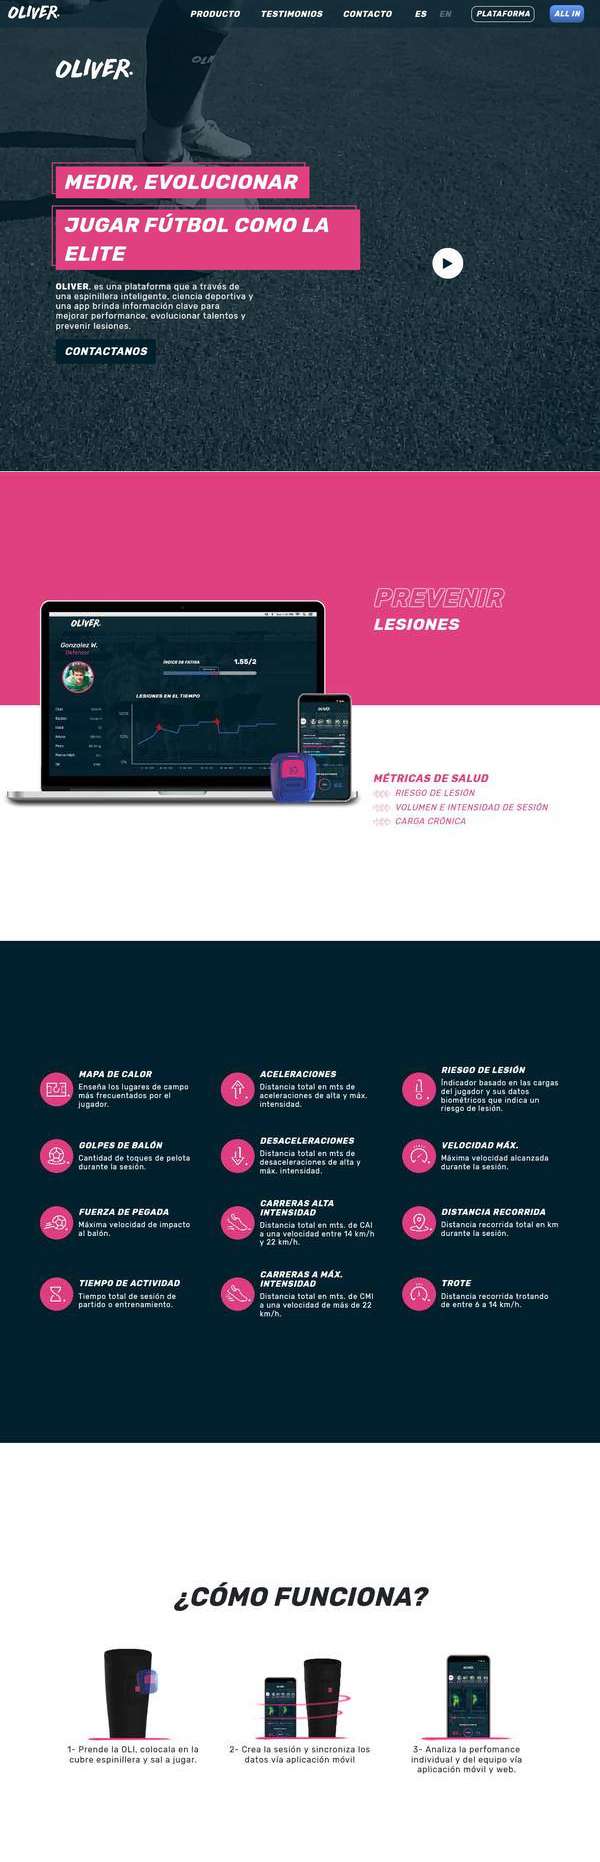 OLIVER.
PRODUCTO
TESTIMONIOS
CONTACTO
ES
EN
PLATAFORMA
ALL IN
OLIVER.
MEDIR, EVOLUCIONAR
JUGAR FÚTBOL COMO LA
ELITE
OLIVER. es una plataforma que a través de
una espinillera inteligente, ciencia deportiva y
una app brinda información clave para
mejorar performance, evolucionar talentos y
prevenir lesiones.
CONTACTANOS
PREVENIR
LESIONES
OLIVER.
Gonzalez W.
Defensor
ÍNDICE DE FATIGA
1.55/2
LESIONES EN EL TIEMPO
MÉTRICAS DE SALUD
RIESGO DE LESIÓN
VOLUMEN E INTENSIDAD DE SESIÓN
CARGA CRÓNICA
MAPA DE CALOR
Enseña los lugares de campo
más frecuentados por el
jugador.
ACELERACIONES
Distancia total en mts de
aceleraciones de alta y máx.
intensidad.
RIESGO DE LESIÓN
Índicador basado en las cargas
del jugador y sus datos
biométricos que indica un
riesgo de lesión.
GOLPES DE BALÓN
Cantidad de toques de pelota
durante la sesión.
DESACELERACIONES
Distancia total en mts de
desaceleraciones de alta y
máx. intensidad.
VELOCIDAD MÁX.
Máxima velocidad alcanzada
durante la sesión.
FUERZA DE PEGADA
Máxima velocidad de impacto
al balón.
CARRERAS ALTA
INTENSIDAD
Distancia total en mts. de CAI
a una velocidad entre 14 km/h
y 22 km/h.
DISTANCIA RECORRIDA
Distancia recorrida total en km
durante la sesión.
TIEMPO DE ACTIVIDAD
Tiempo total de sesión de
partido o entrenamiento.
CARRERAS A MÁX.
INTENSIDAD
Distancia total en mts. de CMI
a una velocidad de más de 22
km/h.
TROTE
Distancia recorrida trotando
de entre 6 a 14 km/h.
¿CÓMO FUNCIONA?
1- Prende la OLI, colocala en la
cubre espinillera y sal a jugar.
2- Crea la sesión y sincroniza los
datos vía aplicación móvil
3- Analiza la perfomance
individual y del equipo vía
aplicación móvil y web.